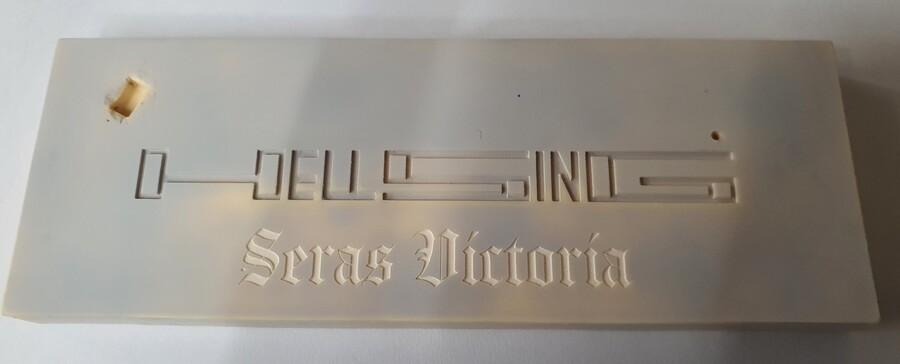 HELLSING
Seras Victoria